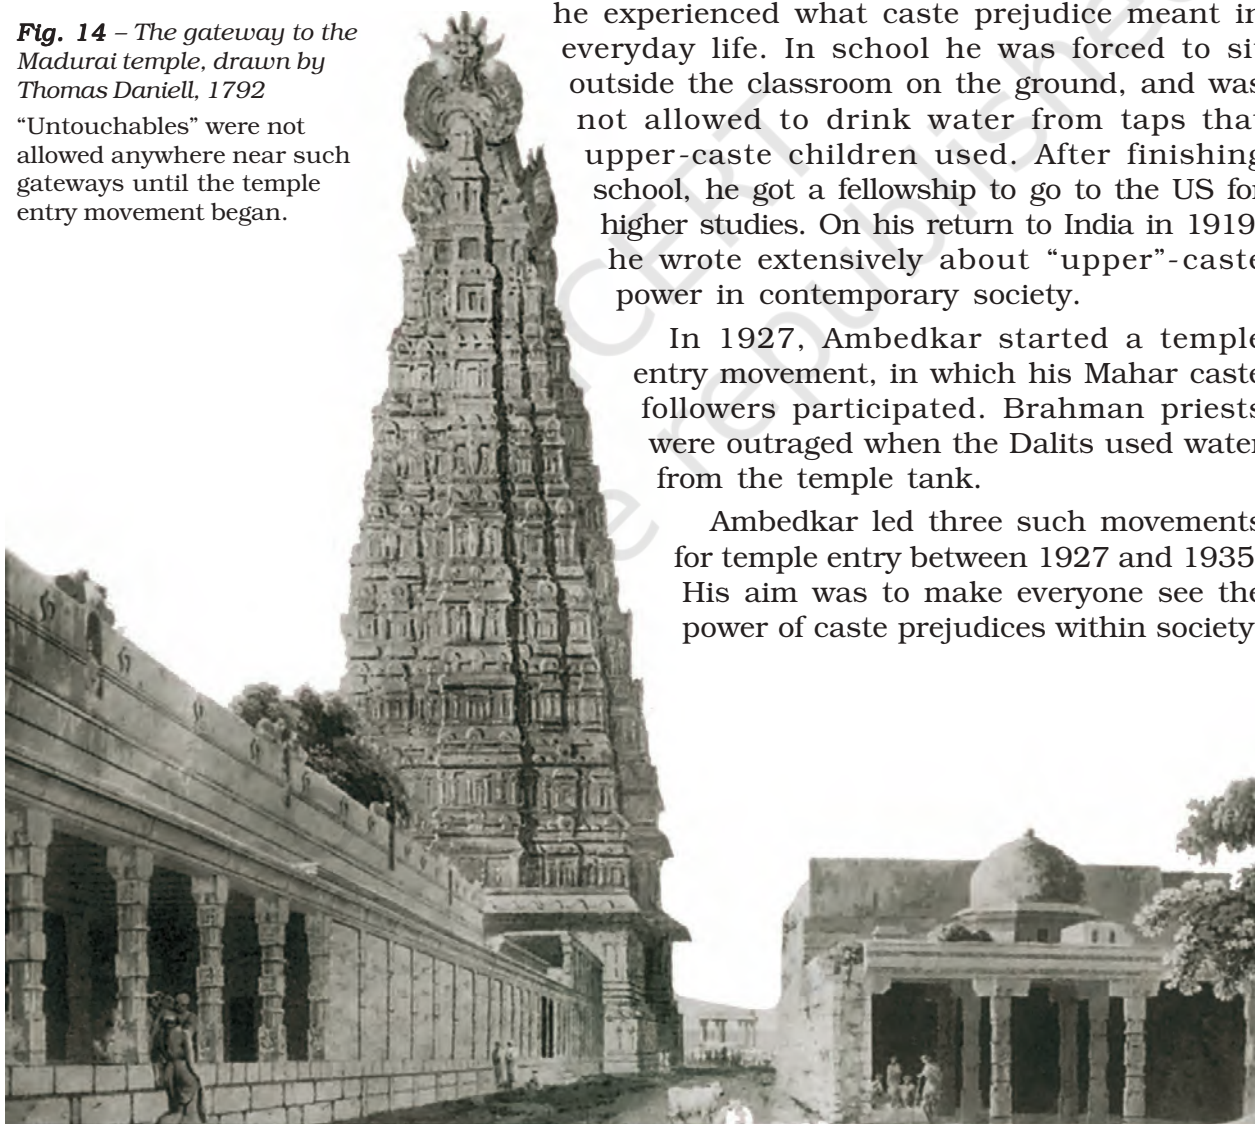 Fig. 14 – The gateway to the
Madurai temple, drawn by
Thomas Daniell, 1792
“Untouchables” were not
allowed anywhere near such
gateways until the temple
entry movement began.
he experienced what caste prejudice meant in
everyday life. In school he was forced to sit
outside the classroom on the ground, and was
not allowed to drink water from taps that
upper-caste children used. After finishing
school, he got a fellowship to go to the US for
higher studies. On his return to India in 1919
he wrote extensively about “upper”-caste
power in contemporary society.
In 1927, Ambedkar started a temple
entry movement, in which his Mahar caste
followers participated. Brahman priests
were outraged when the Dalits used water
from the temple tank.
Ambedkar led three such movements
for temple entry between 1927 and 1935
His aim was to make everyone see the
power of caste prejudices within society
NCERT
republished